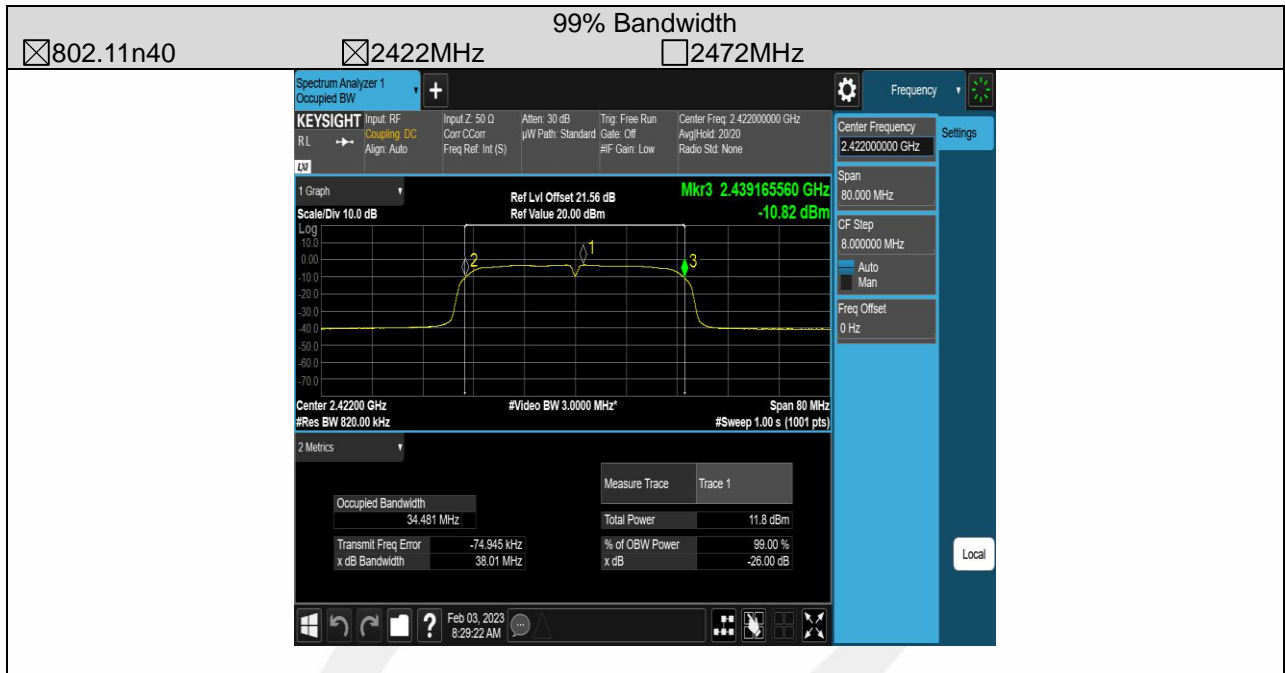 99% Bandwidth
☒802.11n40 ☒2422MHz ☐2472MHz
Spectrum Analyzer 1
Occupied BW
+
Frequency
KEYSIGHT Input: RF Input Z: 50 Ω Atten: 30 dB Trig: Free Run Center Freq: 2.422000000 GHz
RL Coupling: DC Corr CCorr µW Path: Standard Gate: Off Avg|Hold: 20/20
Align: Auto Freq Ref: Int (S) #IF Gain: Low Radio Std: None
LXI
Center Frequency
2.422000000 GHz
Settings
Span
80.000 MHz
CF Step
8.000000 MHz
Auto
Man
Freq Offset
0 Hz
Local
1 Graph
Ref Lvl Offset 21.56 dB
Mkr3 2.439165560 GHz
Scale/Div 10.0 dB Ref Value 20.00 dBm -10.82 dBm
Log
10.0
0.00
-10.0
-20.0
-30.0
-40.0
-50.0
-60.0
-70.0
2
1
3
Center 2.42200 GHz #Video BW 3.0000 MHz* Span 80 MHz
#Res BW 820.00 kHz #Sweep 1.00 s (1001 pts)
2 Metrics
Measure Trace Trace 1
Occupied Bandwidth
34.481 MHz Total Power 11.8 dBm
Transmit Freq Error -74.945 kHz % of OBW Power 99.00 %
x dB Bandwidth 38.01 MHz x dB -26.00 dB
? Feb 03, 2023
8:29:22 AM